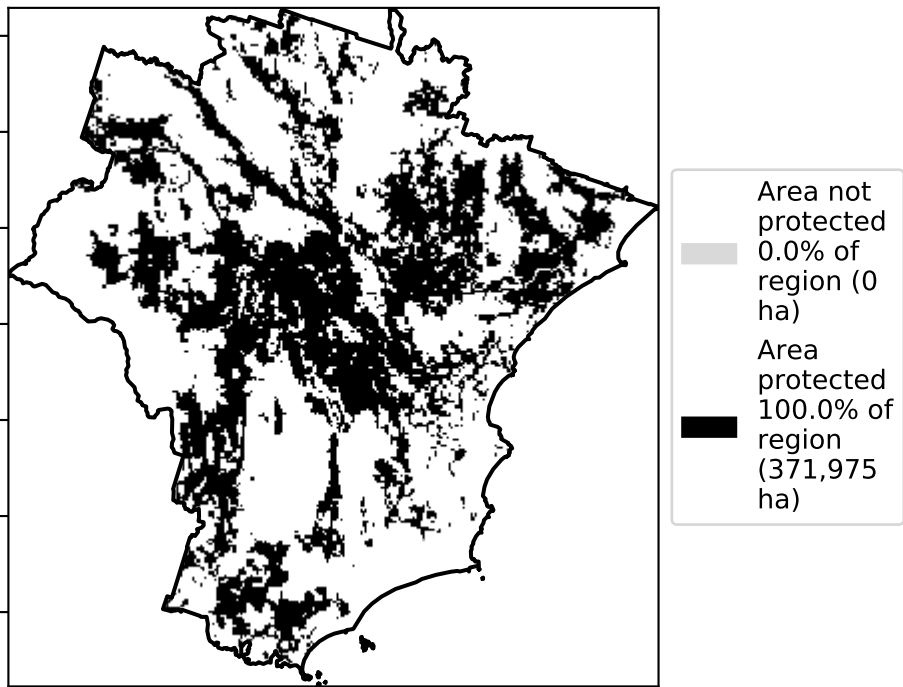 Area not
protected
0.0% of
region (0
ha)
Area
protected
100.0% of
region
(371,975
ha)